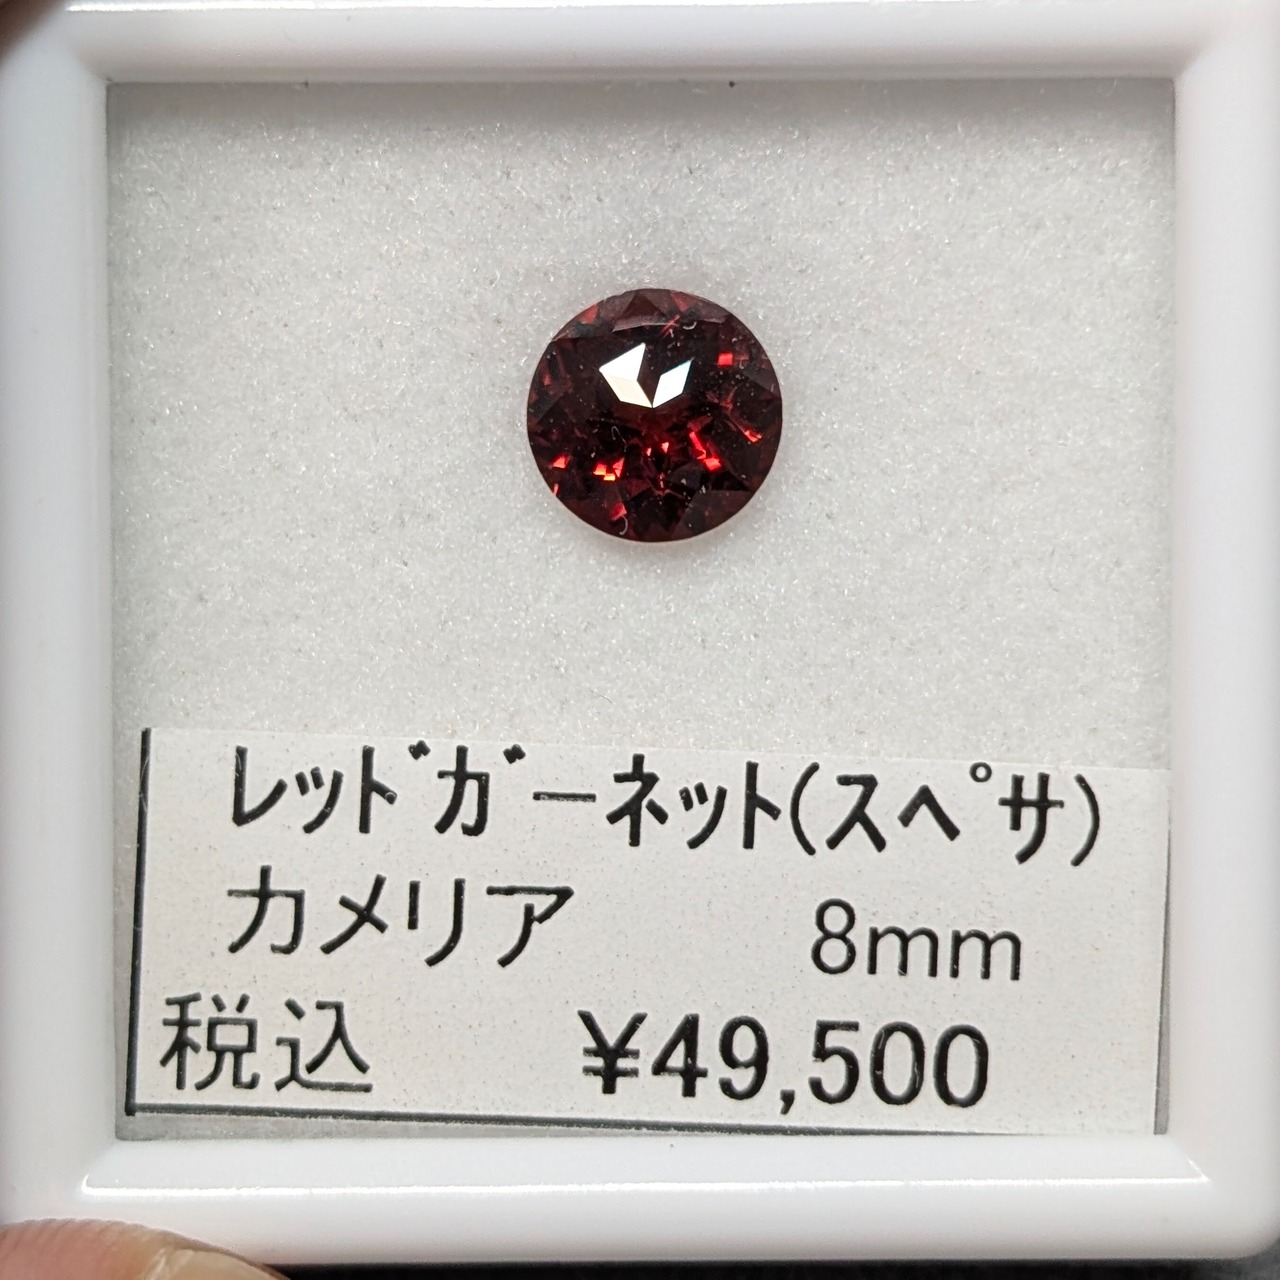 レッドガーネット(スペサ)
カメリア 8mm
税込 ¥49,500